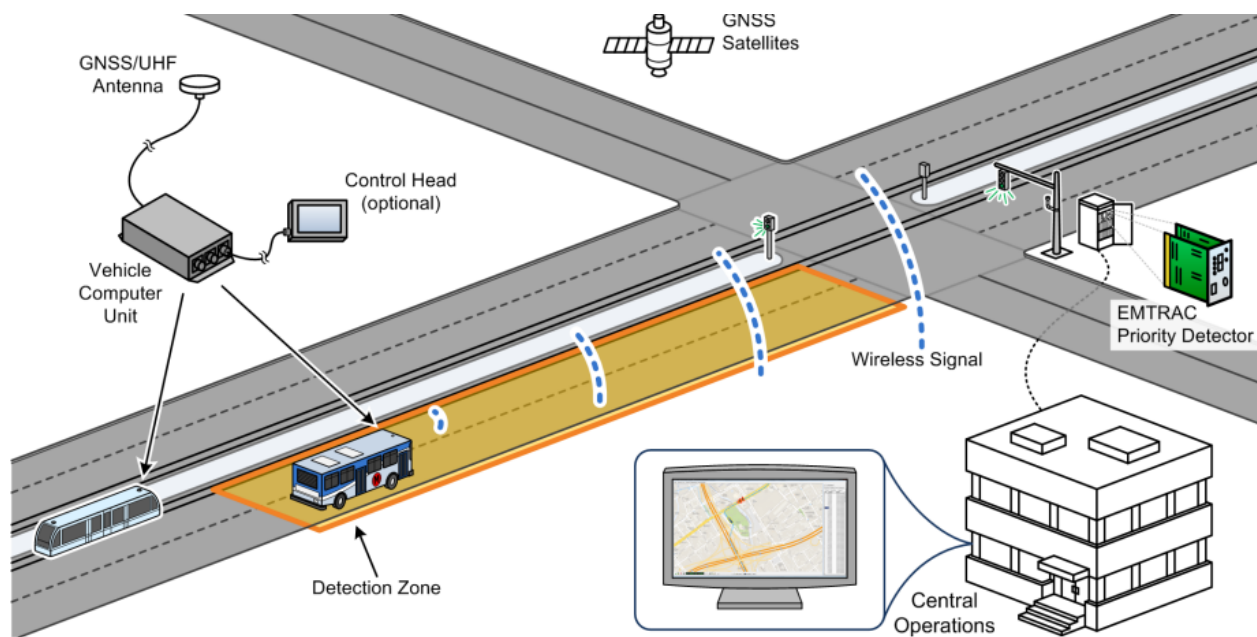 GNSS
Satellites
GNSS/UHF
Antenna
Control Head
(optional)
Vehicle
Computer
Unit
EMTRAC
Priority Detector
Wireless Signal
Detection Zone
Central
Operations